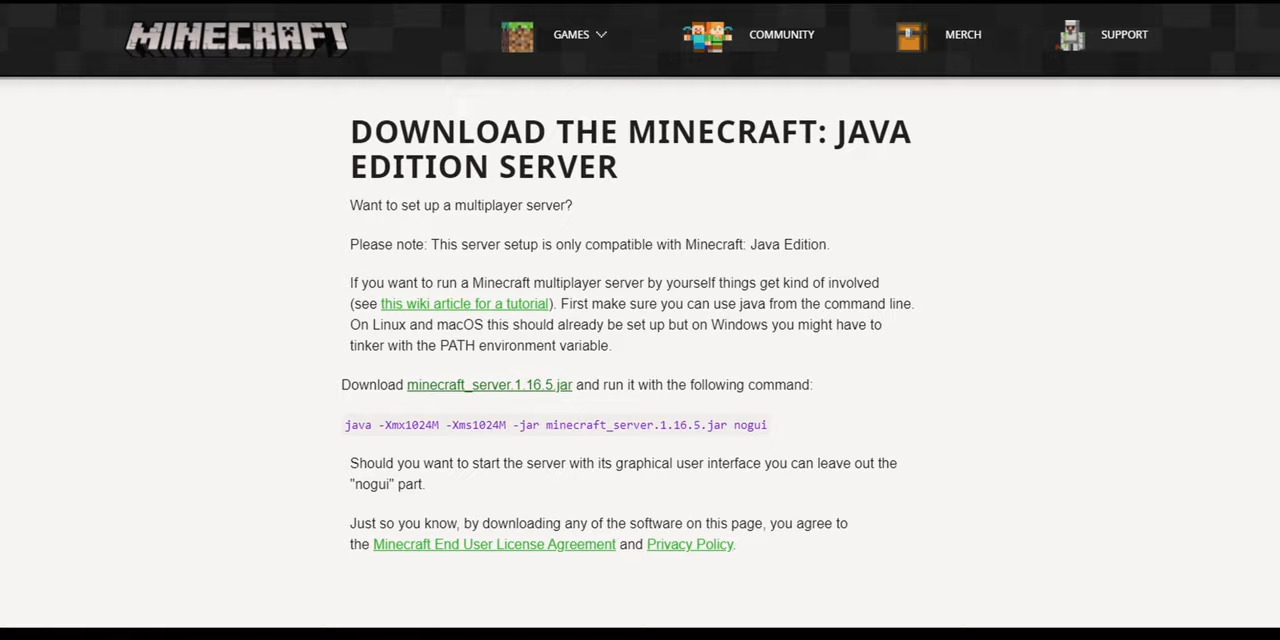 MINECRAFT
GAMES
COMMUNITY
MERCH
SUPPORT
DOWNLOAD THE MINECRAFT: JAVA
EDITION SERVER
Want to set up a multiplayer server?
Please note: This server setup is only compatible with Minecraft: Java Edition.
If you want to run a Minecraft multiplayer server by yourself things get kind of involved
(see this wiki article for a tutorial). First make sure you can use java from the command line.
On Linux and macOS this should already be set up but on Windows you might have to
tinker with the PATH environment variable.
Download minecraft_server.1.16.5.jar and run it with the following command:
java -Xmx1024M -Xms1024M -jar minecraft_server.1.16.5.jar nogui
Should you want to start the server with its graphical user interface you can leave out the
"nogui" part.
Just so you know, by downloading any of the software on this page, you agree to
the Minecraft End User License Agreement and Privacy Policy.